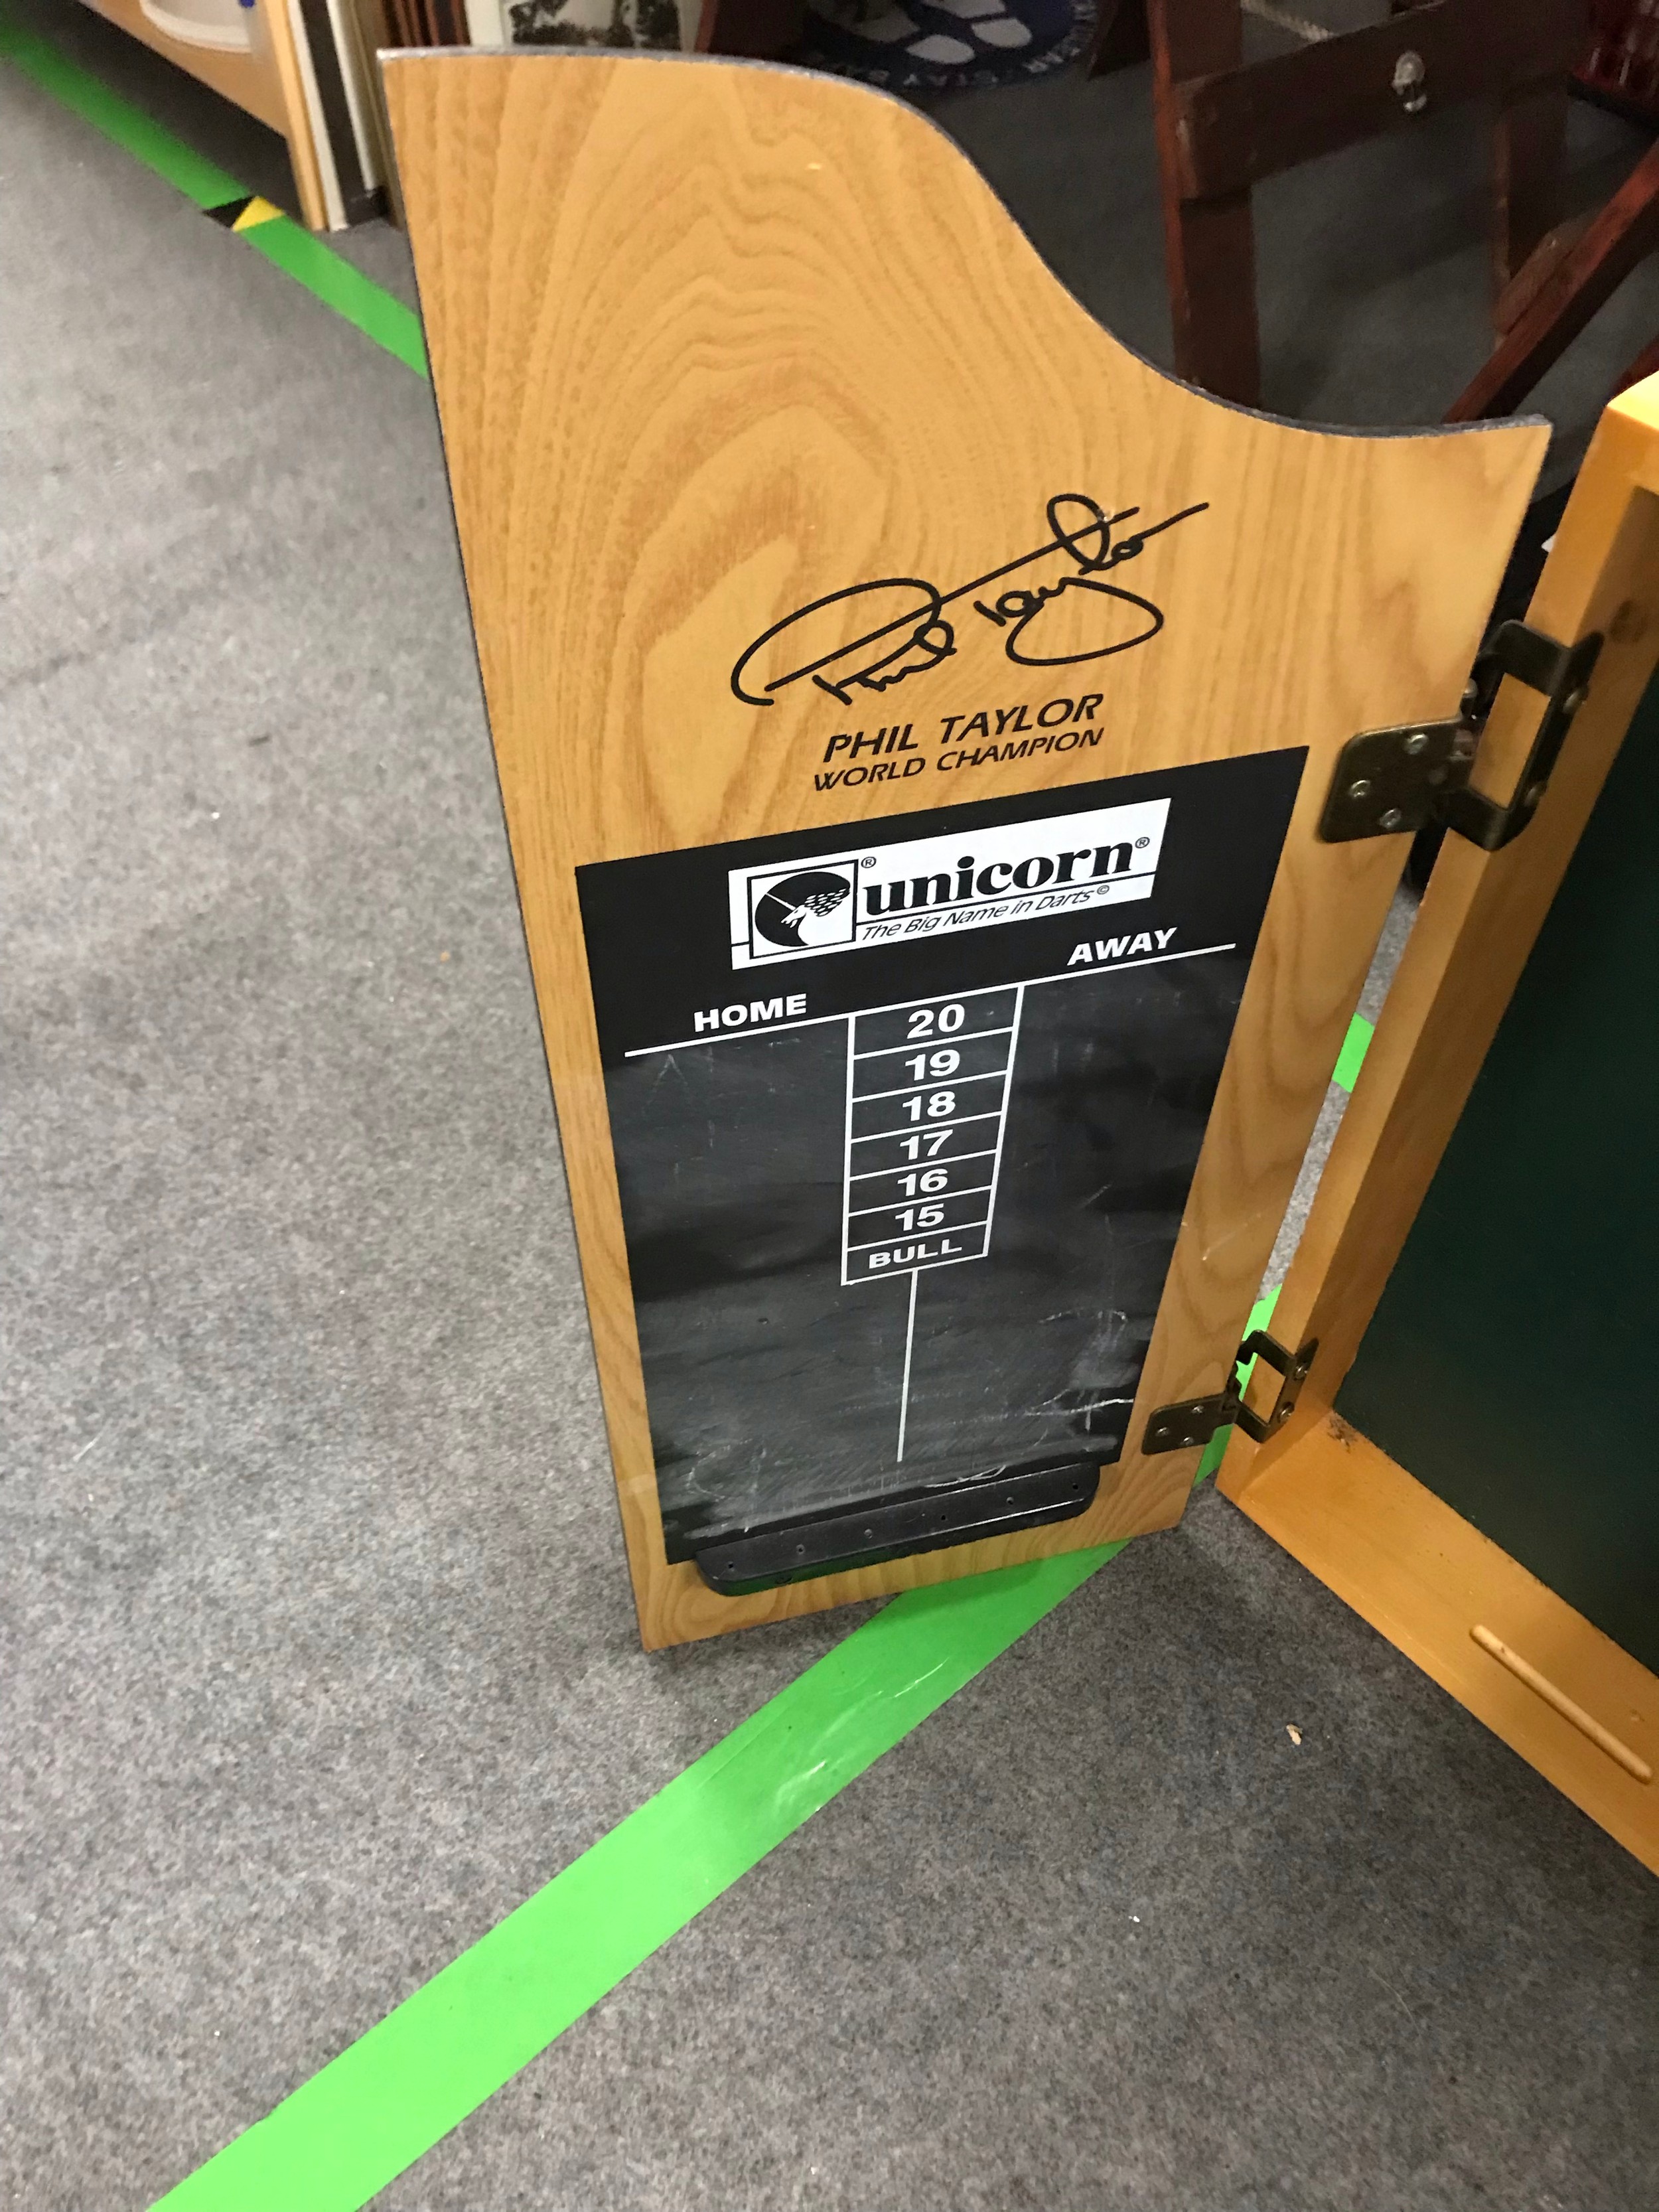 STAY
Phil Taylor
PHIL TAYLOR
WORLD CHAMPION
® unicorn®
The Big Name in Darts©
HOME AWAY
20
19
18
17
16
15
BULL